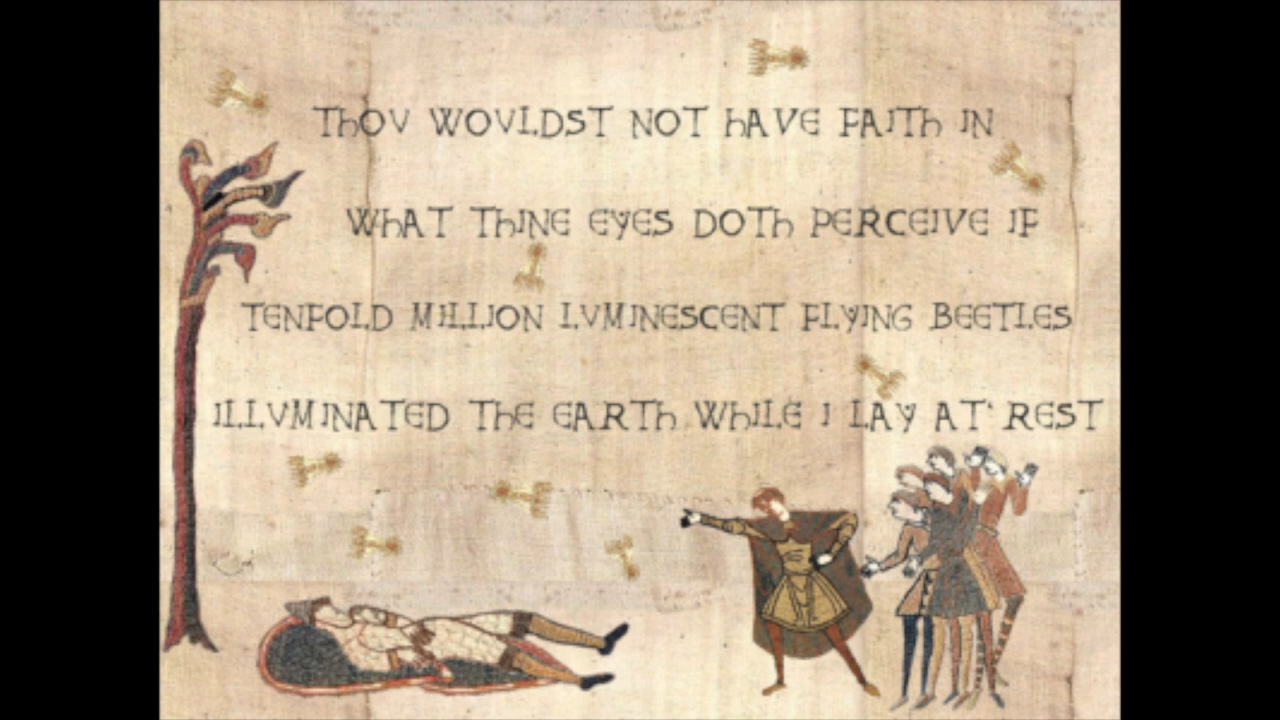 THOV WOVLDST NOT HAVE FAITH IN
WHAT THINE EYES DOTH PERCEIVE IF
TENFOLD MILLION LVMINESCENT FLYING BEETLES
ILLVMINATED THE EARTH WHILE I LAY AT REST